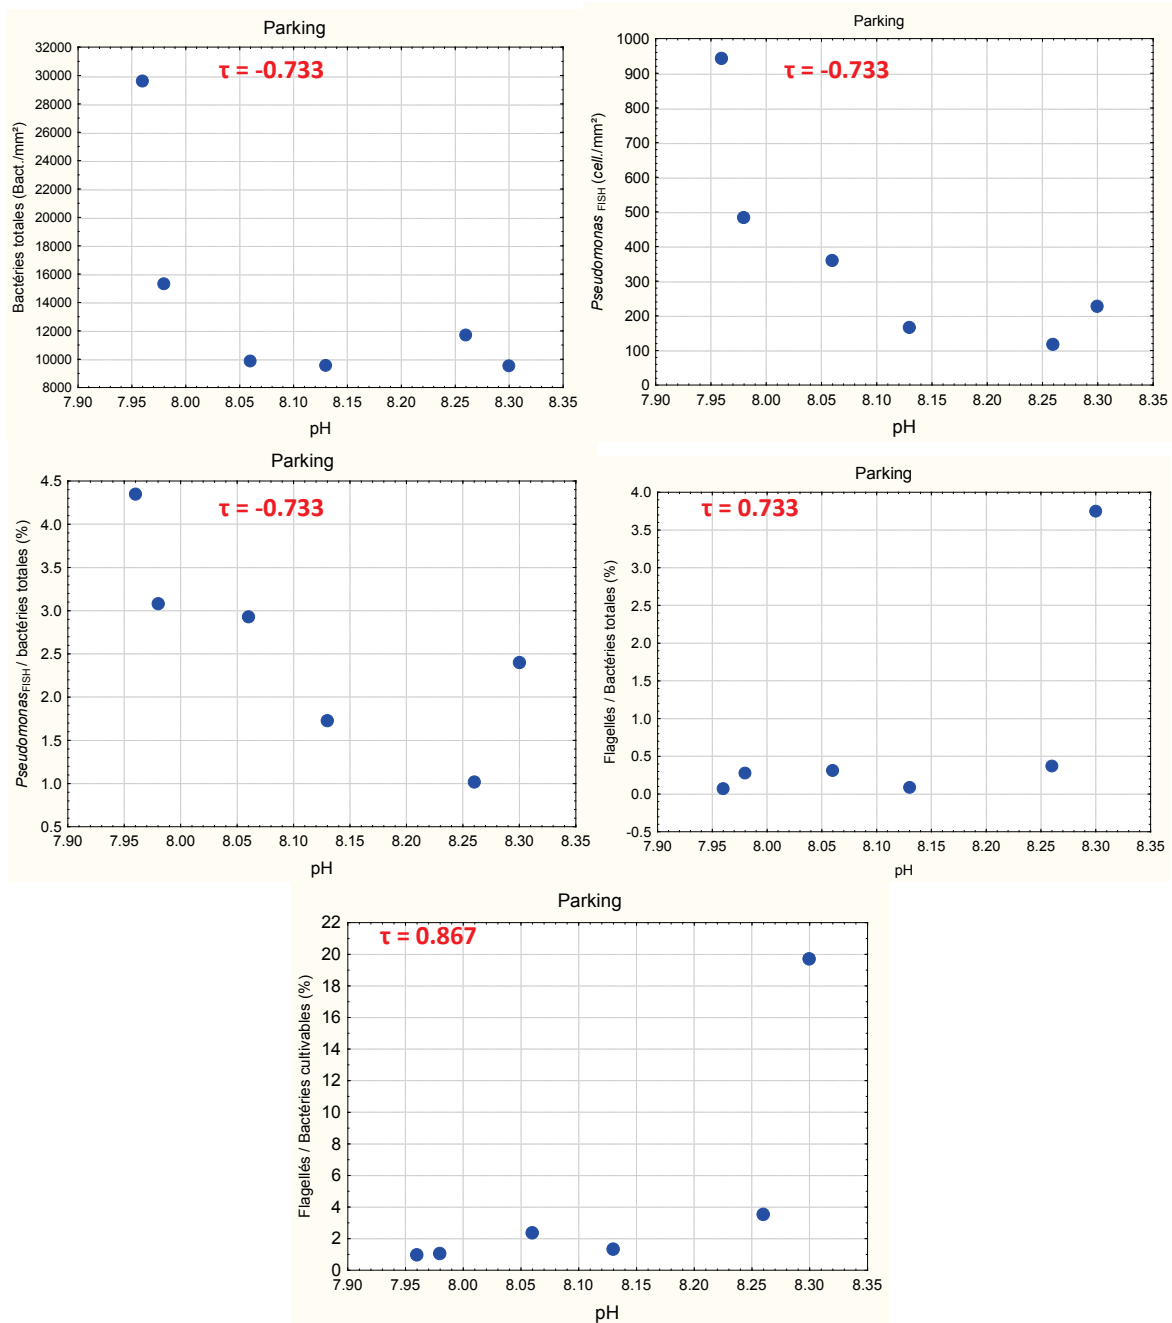 Parking
τ = -0.733
Bactéries totales (Bact./mm²)
32000
30000
28000
26000
24000
22000
20000
18000
16000
14000
12000
10000
8000
7.90 7.95 8.00 8.05 8.10 8.15 8.20 8.25 8.30 8.35
pH
Parking
τ = -0.733
Pseudomonas FISH (cell./mm²)
1000
900
800
700
600
500
400
300
200
100
0
7.90 7.95 8.00 8.05 8.10 8.15 8.20 8.25 8.30 8.35
pH
Parking
τ = -0.733
PseudomonasFISH / bactéries totales (%)
4.5
4.0
3.5
3.0
2.5
2.0
1.5
1.0
0.5
7.90 7.95 8.00 8.05 8.10 8.15 8.20 8.25 8.30 8.35
pH
Parking
τ = 0.733
Flagellés / Bactéries totales (%)
4.0
3.5
3.0
2.5
2.0
1.5
1.0
0.5
0.0
-0.5
7.90 7.95 8.00 8.05 8.10 8.15 8.20 8.25 8.30 8.35
pH
Parking
τ = 0.867
Flagellés / Bactéries cultivables (%)
22
20
18
16
14
12
10
8
6
4
2
0
7.90 7.95 8.00 8.05 8.10 8.15 8.20 8.25 8.30 8.35
pH